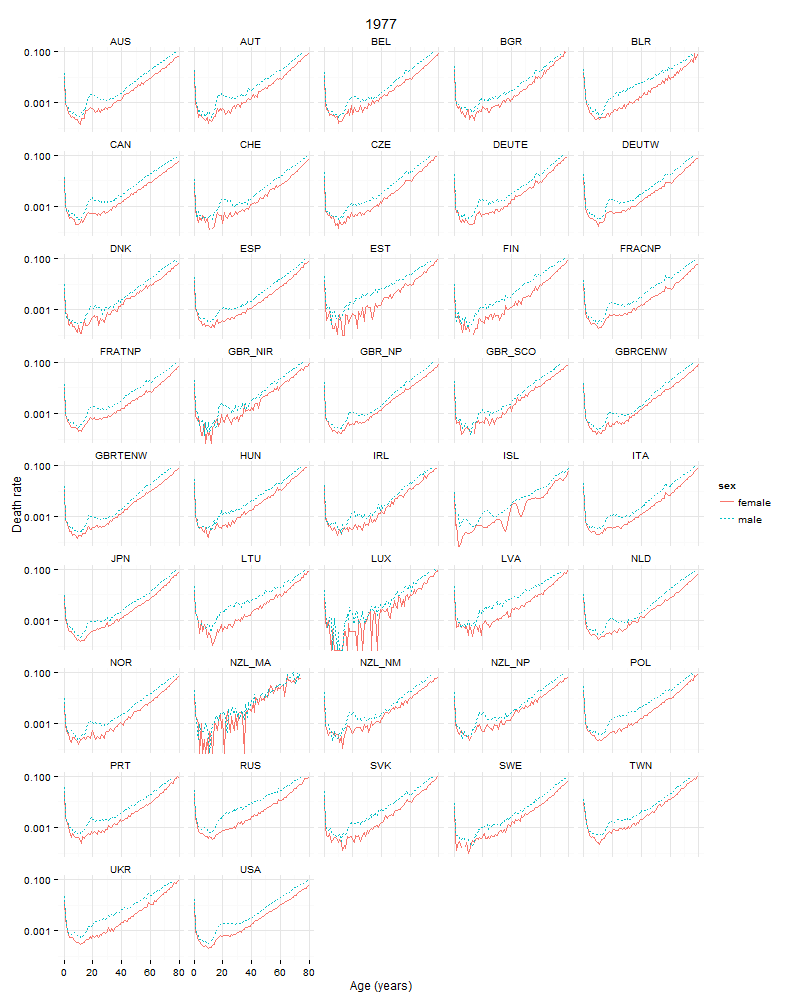 1977
AUS AUT BEL BGR BLR
0.100
0.001
CAN CHE CZE DEUTE DEUTW
0.100
0.001
DNK ESP EST FIN FRACNP
0.100
0.001
FRATNP GBR_NIR GBR_NP GBR_SCO GBRCENW
0.100
0.001
GBRTENW HUN IRL ISL ITA
0.100
0.001
JPN LTU LUX LVA NLD
0.100
0.001
NOR NZL_MA NZL_NM NZL_NP POL
0.100
0.001
PRT RUS SVK SWE TWN
0.100
0.001
UKR USA
0.100
0.001
0 20 40 60 80 0 20 40 60 80
Age (years)
Death rate
sex
female
male